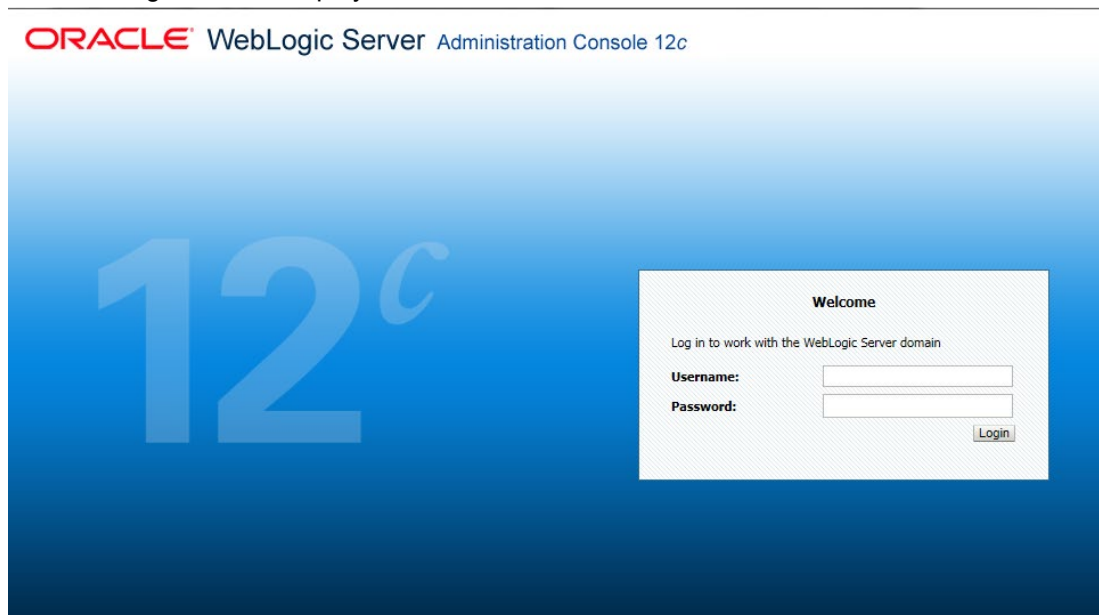 ORACLE® WebLogic Server Administration Console 12c
12c
Welcome
Log in to work with the WebLogic Server domain
Username:
Password:
Login